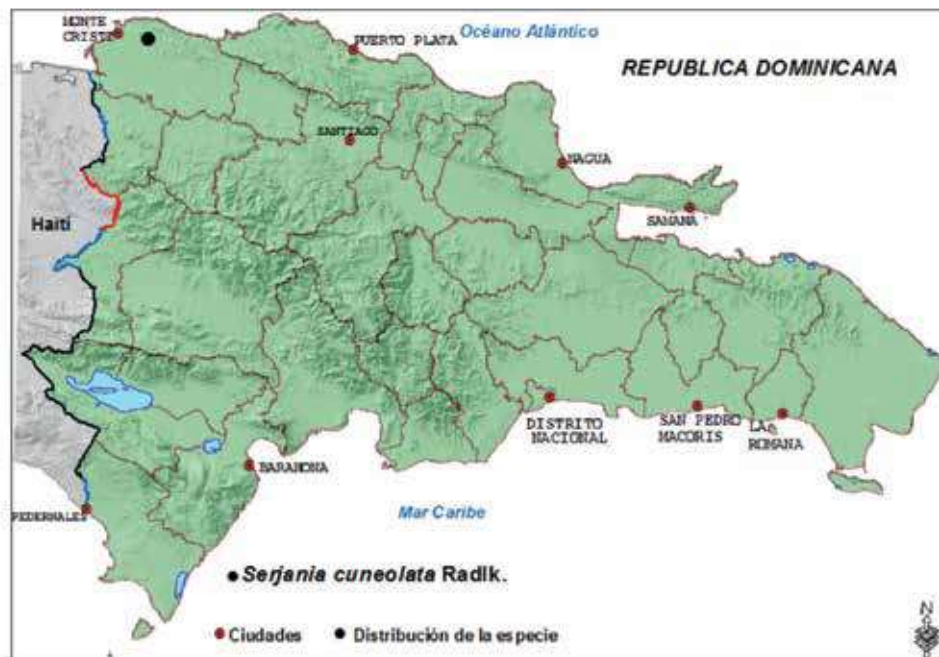 MONTE
CRISTI
PUERTO PLATA
Océano Atlántico
REPUBLICA DOMINICANA
SANTIAGO
NAGUA
SAMANA
Haití
DISTRITO
NACIONAL
SAN PEDRO
MACORIS
LA
ROMANA
BARAHONA
PEDERNALES
Mar Caribe
Serjania cuneolata Radlk.
Ciudades
Distribución de la especie
N